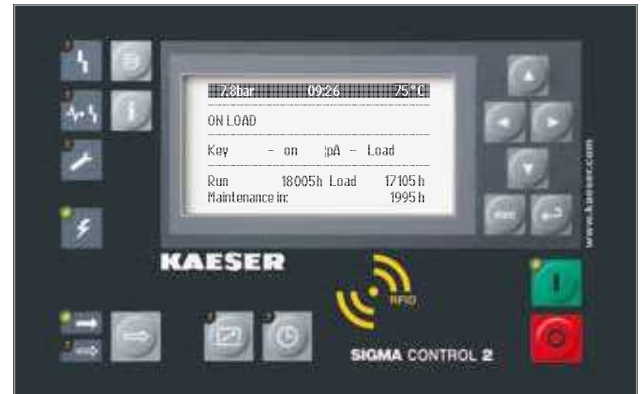 7.8bar 09:26 75°C
ON LOAD
Key - on ¦pA - Load
Run 18005h Load 17105h
Maintenance in: 1995h
esc
www.kaeser.com
KAESER
RFID
I
O
SIGMA CONTROL 2